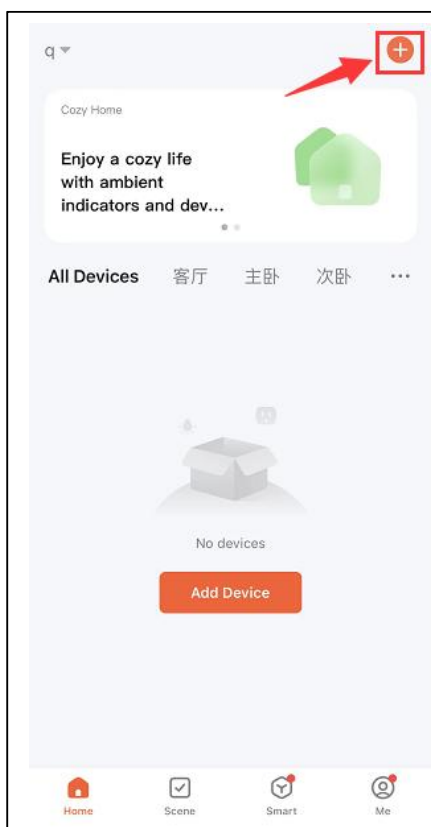 q
Cozy Home
Enjoy a cozy life
with ambient
indicators and dev...
All Devices 客厅 主卧 次卧 ...
No devices
Add Device
Home Scene Smart Me